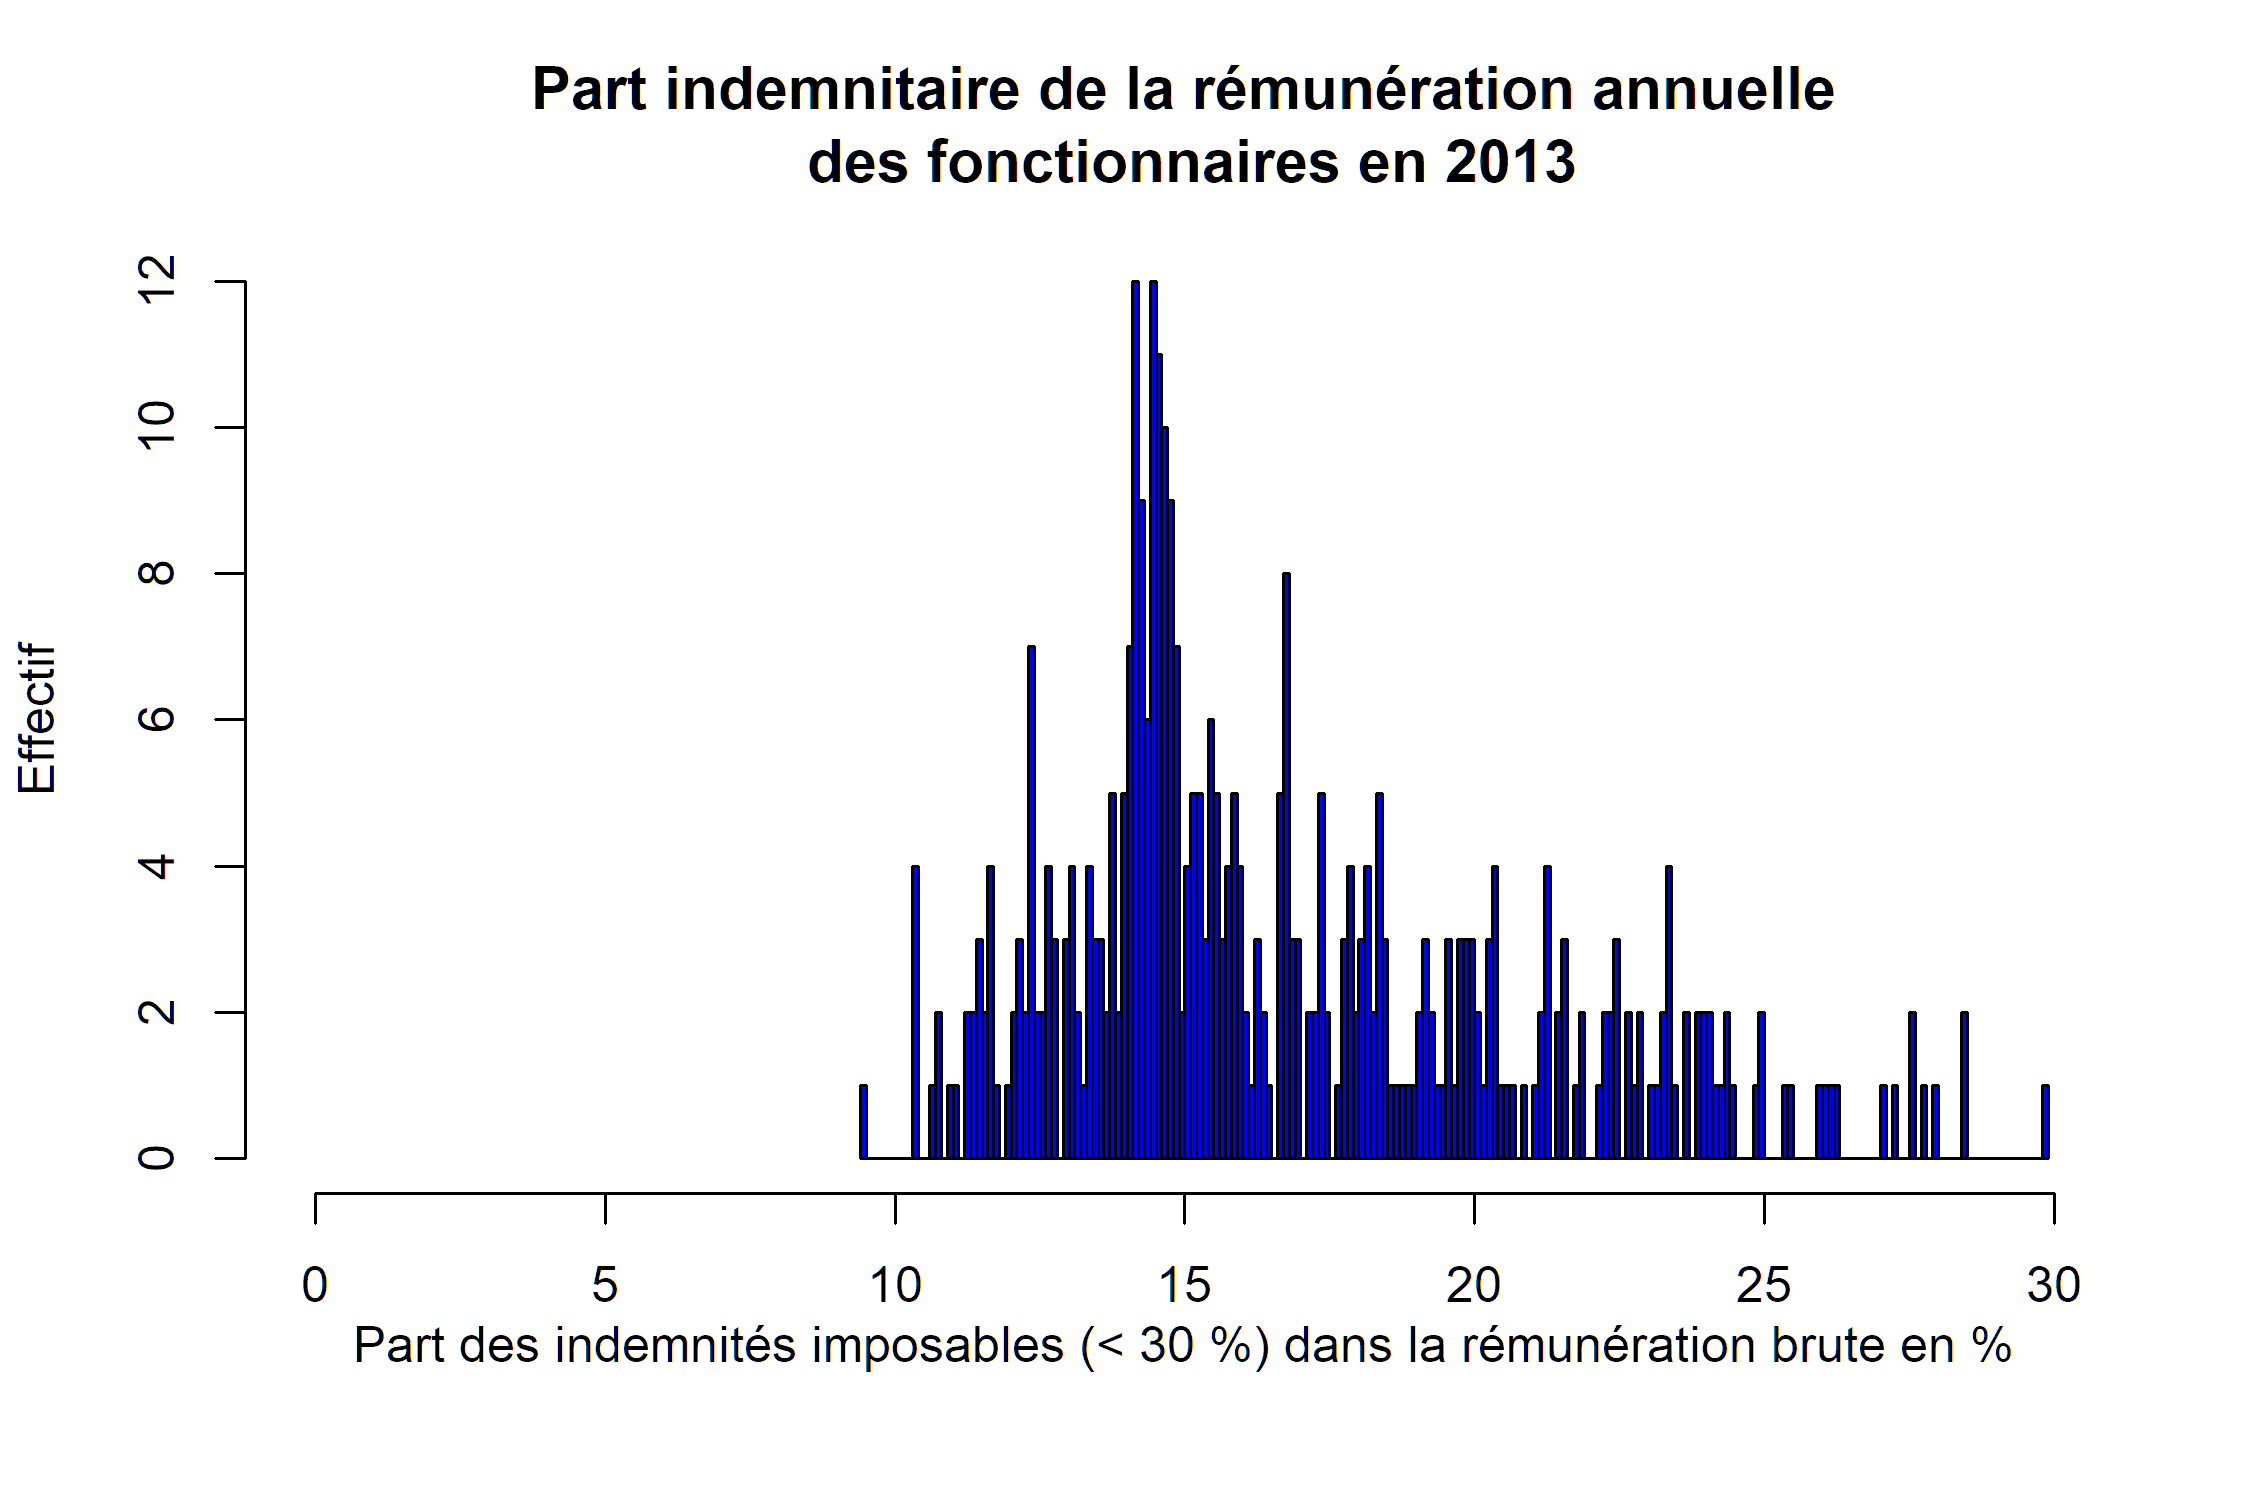 Part indemnitaire de la rémunération annuelle
des fonctionnaires en 2013
12
10
8
6
4
2
0
Effectif
0 5 10 15 20 25 30
Part des indemnités imposables (< 30 %) dans la rémunération brute en %